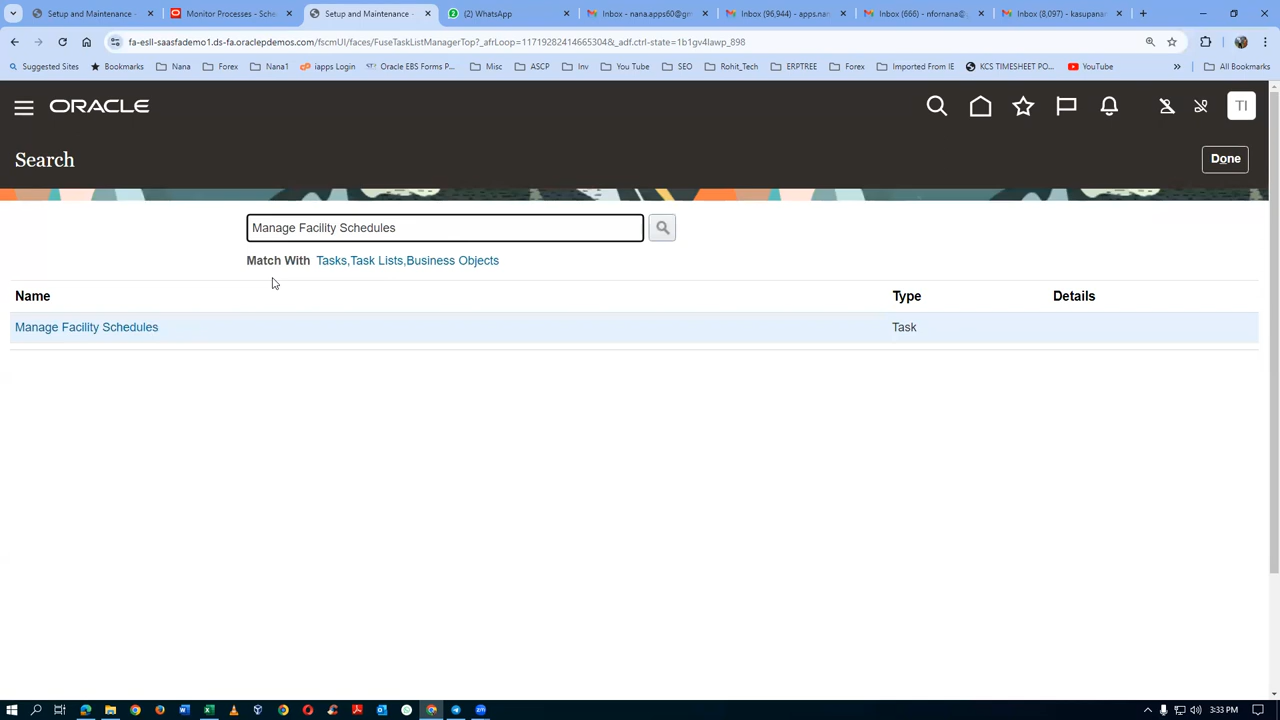 Setup and Maintenance -
Monitor Processes - Sche
Setup and Maintenance -
(2) WhatsApp
Inbox - nana.apps60@gm
Inbox (96,944) - apps.nan
Inbox (666) - nfornana@
Inbox (8,097) - kasupana
fa-esll-saasfademo1.ds-fa.oraclepdemos.com/fscmUI/faces/FuseTaskListManagerTop?_afrLoop=117192824146653048&_adf.ctrl-state=1b1gv4lawp_898
Suggested Sites
Bookmarks
Nana
Forex
Nana1
iapps Login
Oracle EBS Forms P...
Misc
ASCP
Inv
You Tube
SEO
Rohit_Tech
ERPTREE
Forex
Imported From IE
KCS TIMESHEET PO...
YouTube
All Bookmarks
ORACLE
TI
Search
Done
Manage Facility Schedules
Match With Tasks,Task Lists,Business Objects
Name Type Details
Manage Facility Schedules Task
3:33 PM